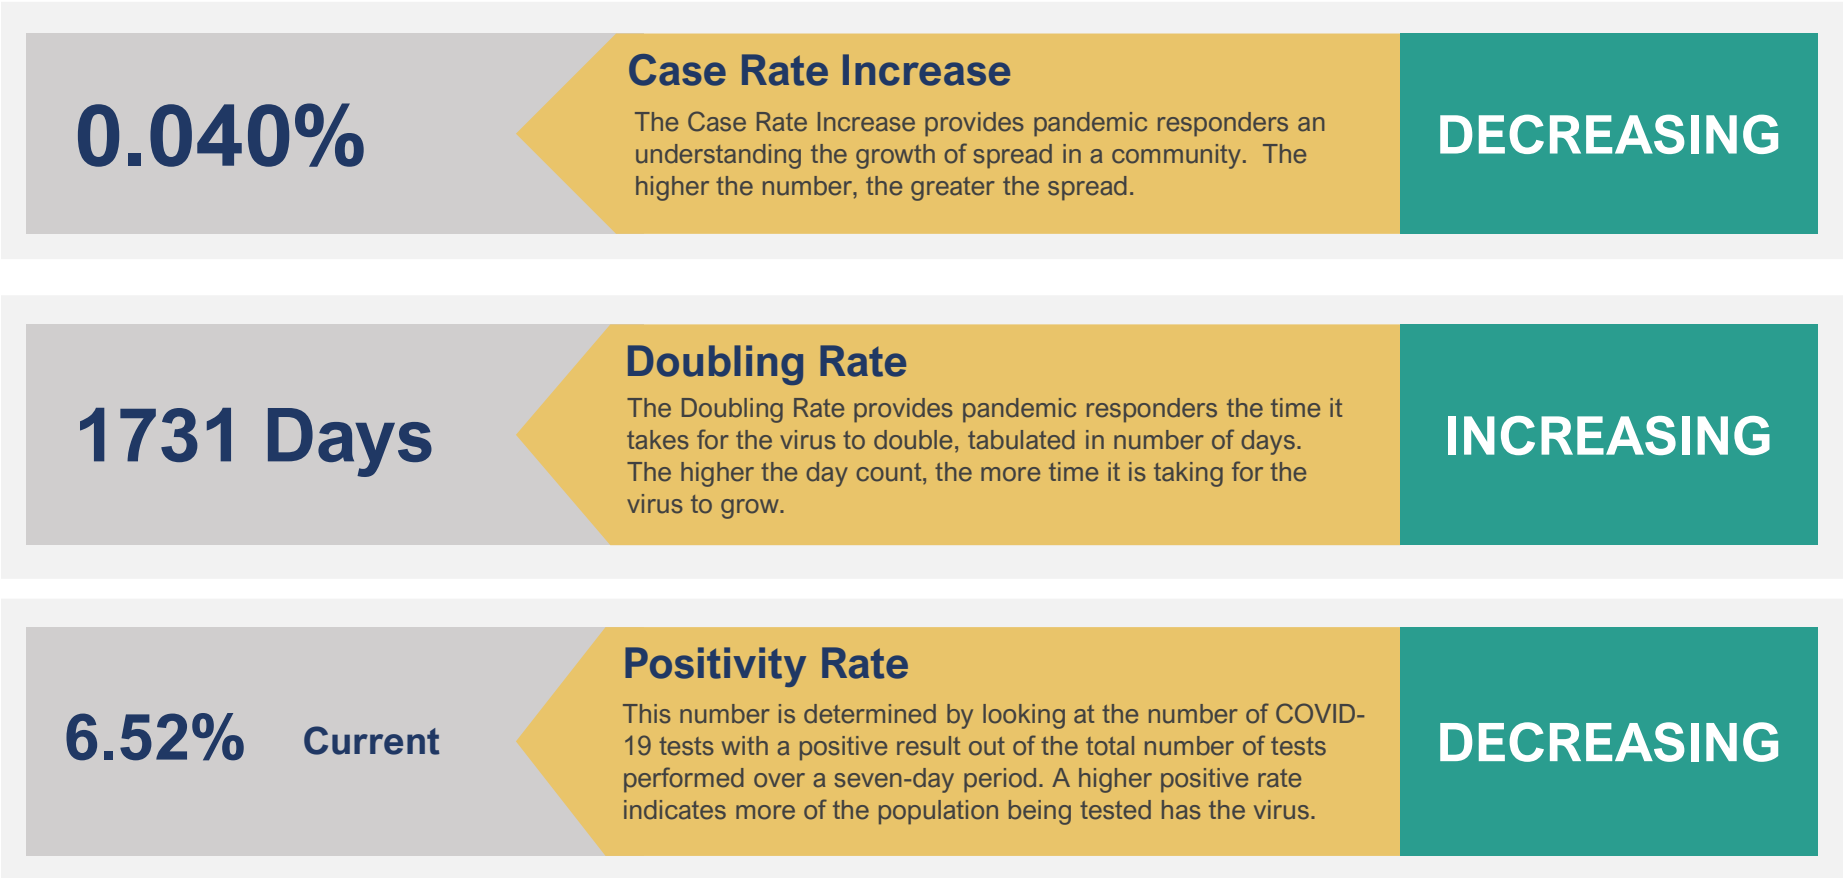 0.040%
Case Rate Increase
The Case Rate Increase provides pandemic responders an
understanding the growth of spread in a community.  The
higher the number, the greater the spread.
DECREASING
1731 Days
Doubling Rate
The Doubling Rate provides pandemic responders the time it
takes for the virus to double, tabulated in number of days.
The higher the day count, the more time it is taking for the
virus to grow.
INCREASING
6.52% Current
Positivity Rate
This number is determined by looking at the number of COVID-
19 tests with a positive result out of the total number of tests
performed over a seven-day period. A higher positive rate
indicates more of the population being tested has the virus.
DECREASING